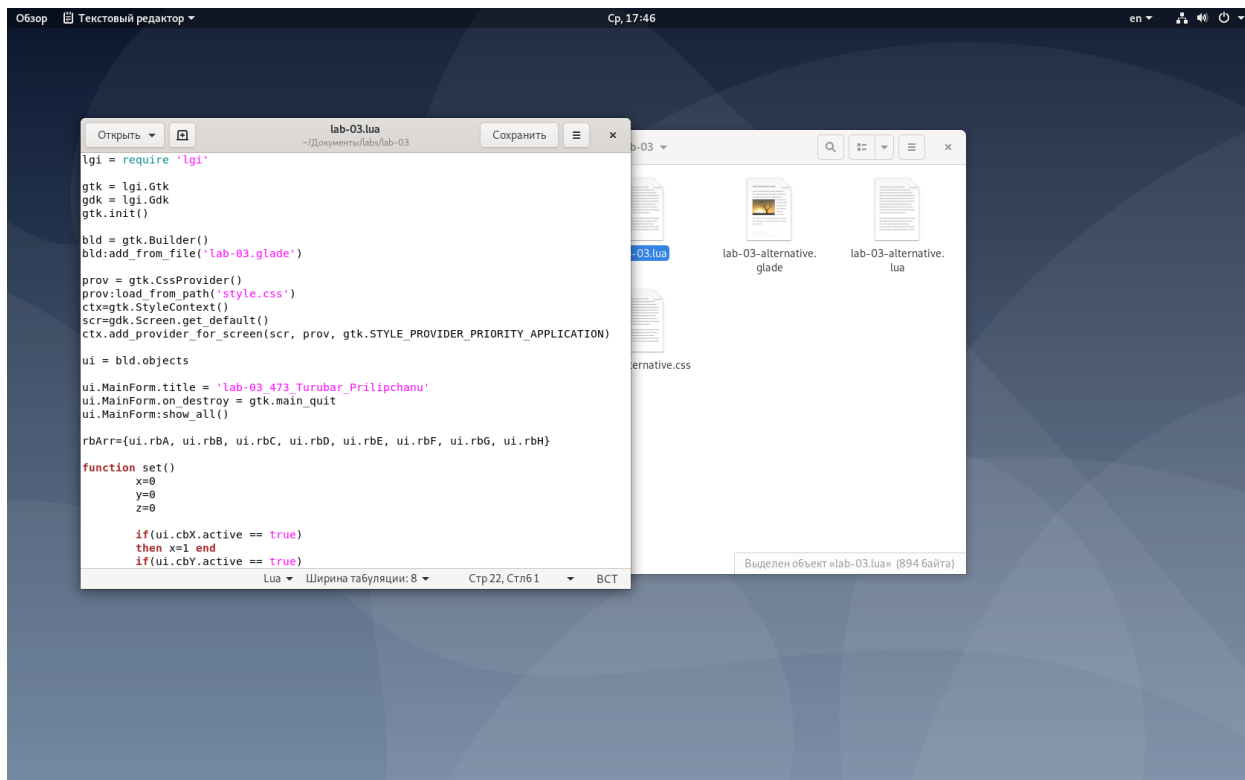 Обзор Текстовый редактор Ср, 17:46 en
Открыть lab-03.lua Сохранить
~/Документы/labs/lab-03
lgi = require 'lgi'
gtk = lgi.Gtk
gdk = lgi.Gdk
gtk.init()
bld = gtk.Builder()
bld:add_from_file('lab-03.glade')
prov = gtk.CssProvider()
prov:load_from_path('style.css')
ctx=gtk.StyleContext()
scr=gdk.Screen.get_default()
ctx.add_provider_for_screen(scr, prov, gtk.STYLE_PROVIDER_PRIORITY_APPLICATION)
ui = bld.objects
ui.MainForm.title = 'lab-03_473_Turubar_Prilipchanu'
ui.MainForm.on_destroy = gtk.main_quit
ui.MainForm:show_all()
rbArr={ui.rbA, ui.rbB, ui.rbC, ui.rbD, ui.rbE, ui.rbF, ui.rbG, ui.rbH}
function set()
x=0
y=0
z=0
if(ui.cbX.active == true)
then x=1 end
if(ui.cbY.active == true)
Lua Ширина табуляции: 8 Стр 22, Стлб 1 ВСТ
b-03
-03.lua
lab-03-alternative.
glade
lab-03-alternative.
lua
ernative.css
Выделен объект «lab-03.lua» (894 байта)